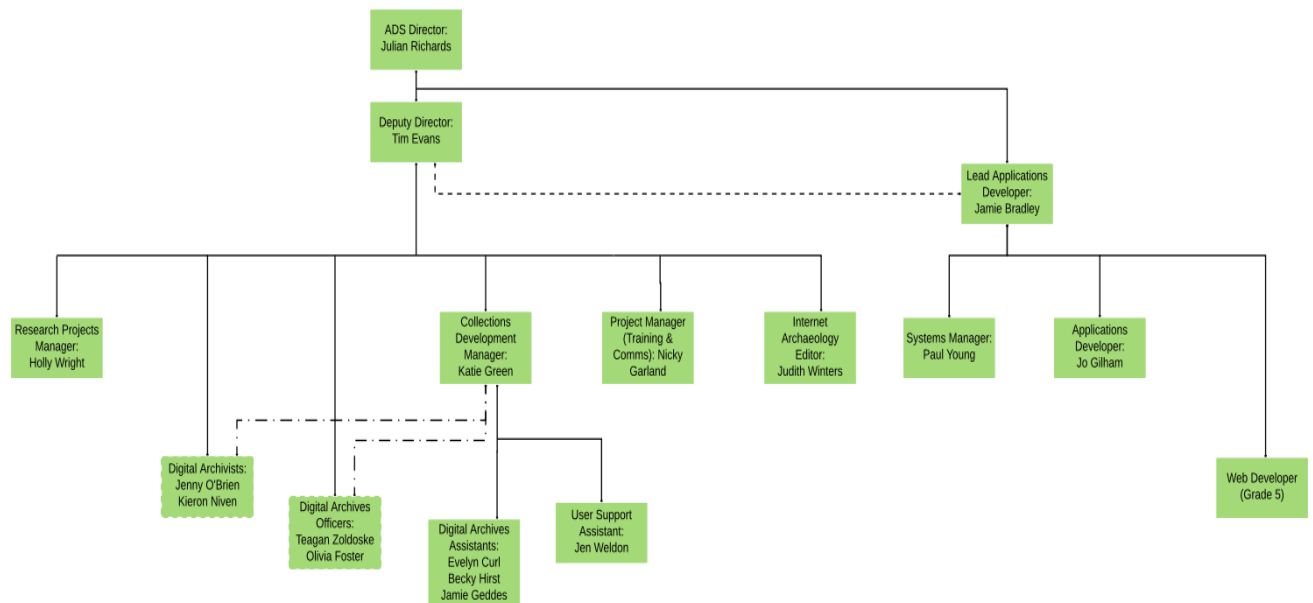 ADS Director:
Julian Richards
Deputy Director:
Tim Evans
Lead Applications
Developer:
Jamie Bradley
Research Projects
Manager:
Holly Wright
Collections
Development
Manager:
Katie Green
Project Manager
(Training &
Comms): Nicky
Garland
Internet
Archaeology
Editor:
Judith Winters
Systems Manager:
Paul Young
Applications
Developer:
Jo Gilham
Digital Archivists:
Jenny O'Brien
Kieron Niven
Digital Archives
Officers:
Teagan Zoldoske
Olivia Foster
Digital Archives
Assistants:
Evelyn Curl
Becky Hirst
Jamie Geddes
User Support
Assistant:
Jen Weldon
Web Developer
(Grade 5)